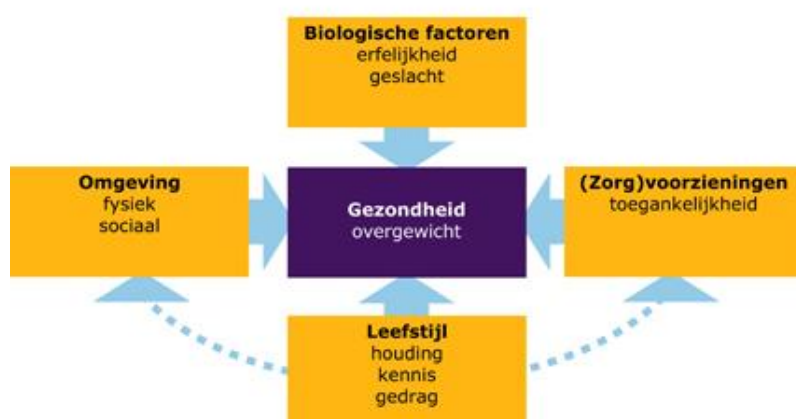 Biologische factoren
erfelijkheid
geslacht
Omgeving
fysiek
sociaal
Gezondheid
overgewicht
(Zorg)voorzieningen
toegankelijkheid
Leefstijl
houding
kennis
gedrag